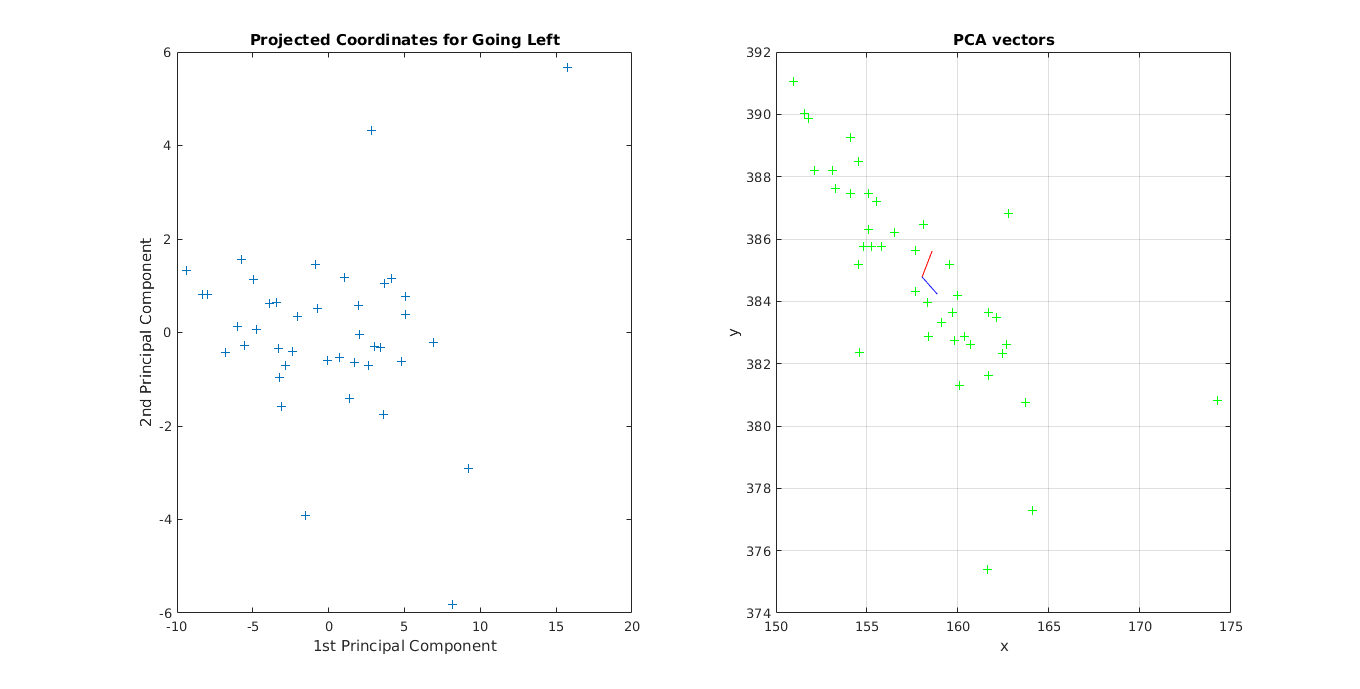 Projected Coordinates for Going Left
6
4
2
0
-2
-4
-6
2nd Principal Component
-10 -5 0 5 10 15 20
1st Principal Component
PCA vectors
392
390
388
386
384
382
380
378
376
374
y
150 155 160 165 170 175
x